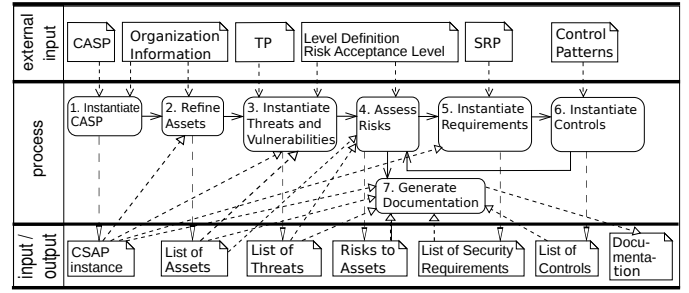 external
input
CASP
Organization
Information
TP
Level Definition
Risk Acceptance Level
SRP
Control
Patterns
process
1. Instantiate
CASP
2. Refine
Assets
3. Instantiate
Threats and
Vulnerabilities
4. Assess
Risks
5. Instantiate
Requirements
6. Instantiate
Controls
7. Generate
Documentation
input /
output
CSAP
instance
List of
Assets
List of
Threats
Risks to
Assets
List of Security
Requirements
List of
Controls
Docu-
menta-
tion